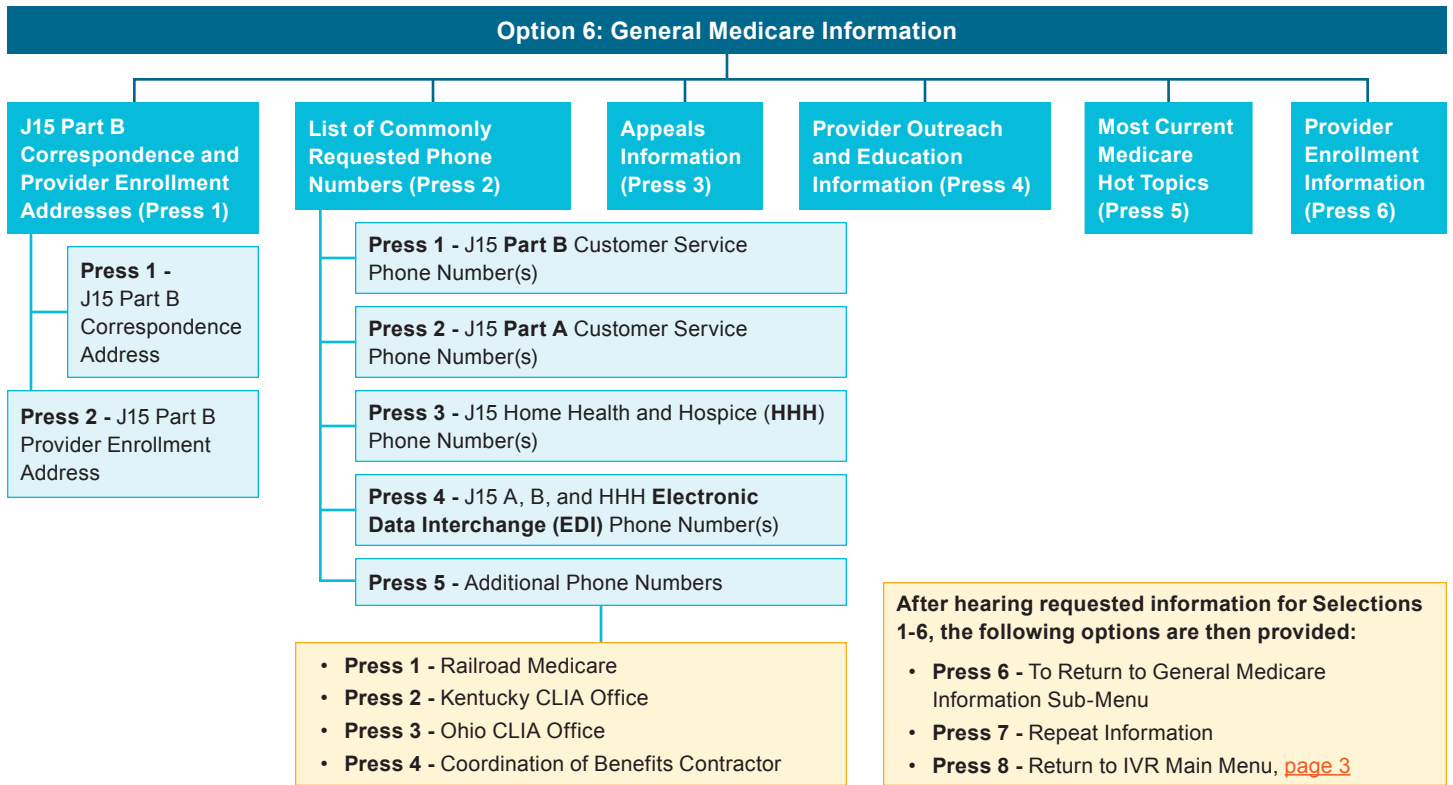 Option 6: General Medicare Information
J15 Part B
Correspondence and
Provider Enrollment
Addresses (Press 1)
Press 1 -
J15 Part B
Correspondence
Address
Press 2 - J15 Part B
Provider Enrollment
Address
List of Commonly
Requested Phone
Numbers (Press 2)
Press 1 - J15 Part B Customer Service
Phone Number(s)
Press 2 - J15 Part A Customer Service
Phone Number(s)
Press 3 - J15 Home Health and Hospice (HHH)
Phone Number(s)
Press 4 - J15 A, B, and HHH Electronic
Data Interchange (EDI) Phone Number(s)
Press 5 - Additional Phone Numbers
• Press 1 - Railroad Medicare
• Press 2 - Kentucky CLIA Office
• Press 3 - Ohio CLIA Office
• Press 4 - Coordination of Benefits Contractor
Appeals
Information
(Press 3)
Provider Outreach
and Education
Information (Press 4)
Most Current
Medicare
Hot Topics
(Press 5)
Provider
Enrollment
Information
(Press 6)
After hearing requested information for Selections
1-6, the following options are then provided:
• Press 6 - To Return to General Medicare
Information Sub-Menu
• Press 7 - Repeat Information
• Press 8 - Return to IVR Main Menu, page 3